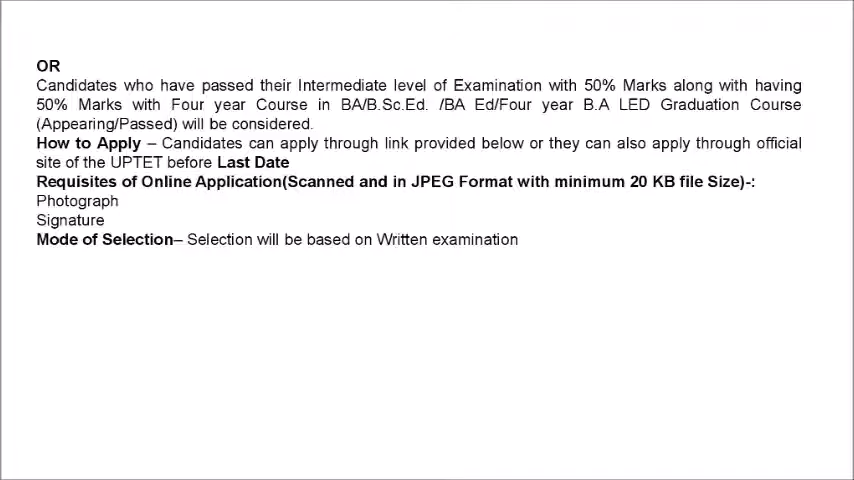 OR
Candidates who have passed their Intermediate level of Examination with 50% Marks along with having
50% Marks with Four year Course in BA/B.Sc.Ed. /BA Ed/Four year B.A LED Graduation Course
(Appearing/Passed) will be considered.
How to Apply – Candidates can apply through link provided below or they can also apply through official
site of the UPTET before Last Date
Requisites of Online Application(Scanned and in JPEG Format with minimum 20 KB file Size)-:
Photograph
Signature
Mode of Selection– Selection will be based on Written examination